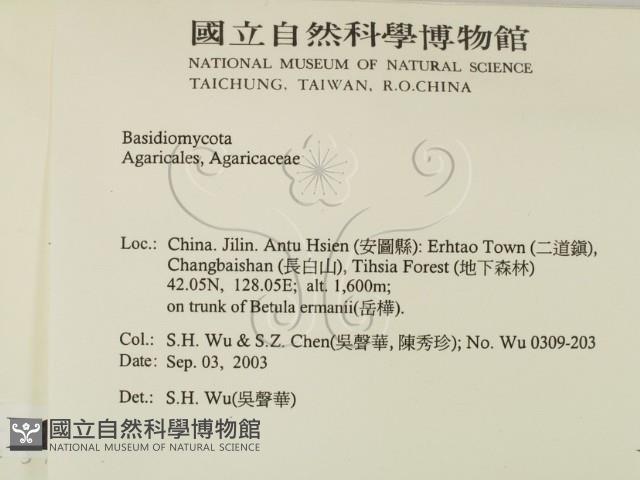 國立自然科學博物館
NATIONAL MUSEUM OF NATURAL SCIENCE
TAICHUNG, TAIWAN, R.O.CHINA
Basidiomycota
Agaricales, Agaricaceae
Loc.: China. Jilin. Antu Hsien (安圖縣): Erhtao Town (二道鎮),
Changbaishan (長白山), Tihsia Forest (地下森林)
42.05N, 128.05E; alt. 1,600m;
on trunk of Betula ermanii(岳樺).
Col.: S.H. Wu & S.Z. Chen(吳聲華, 陳秀珍); No. Wu 0309-203
Date: Sep. 03, 2003
Det.: S.H. Wu(吳聲華)
國立自然科學博物館
NATIONAL MUSEUM OF NATURAL SCIENCE